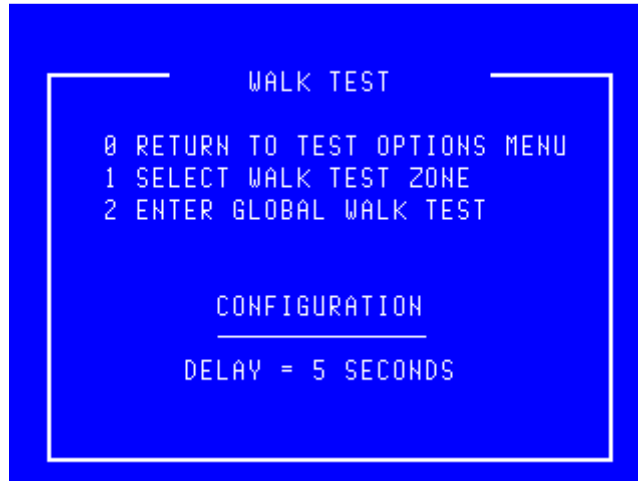 WALK TEST
0 RETURN TO TEST OPTIONS MENU
1 SELECT WALK TEST ZONE
2 ENTER GLOBAL WALK TEST
CONFIGURATION
DELAY = 5 SECONDS